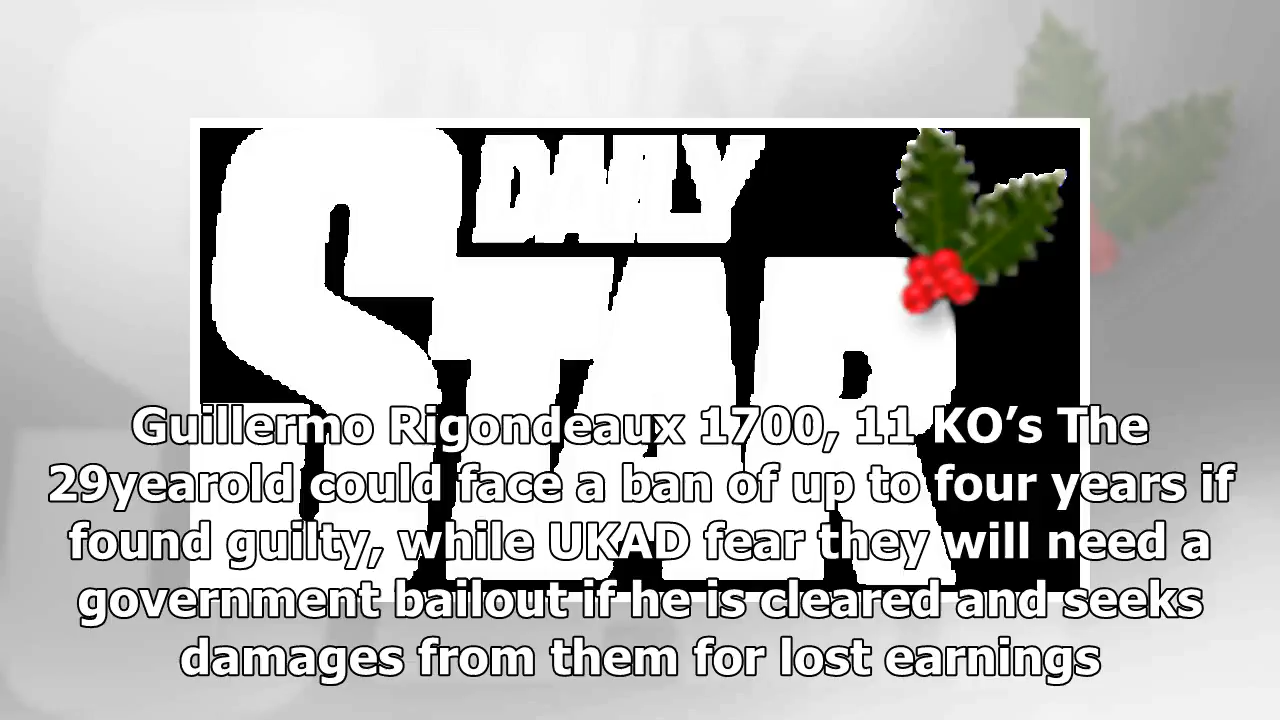 DAILY
STAR
Guillermo Rigondeaux 1700, 11 KO’s The
29yearold could face a ban of up to four years if
found guilty, while UKAD fear they will need a
government bailout if he is cleared and seeks
damages from them for lost earnings